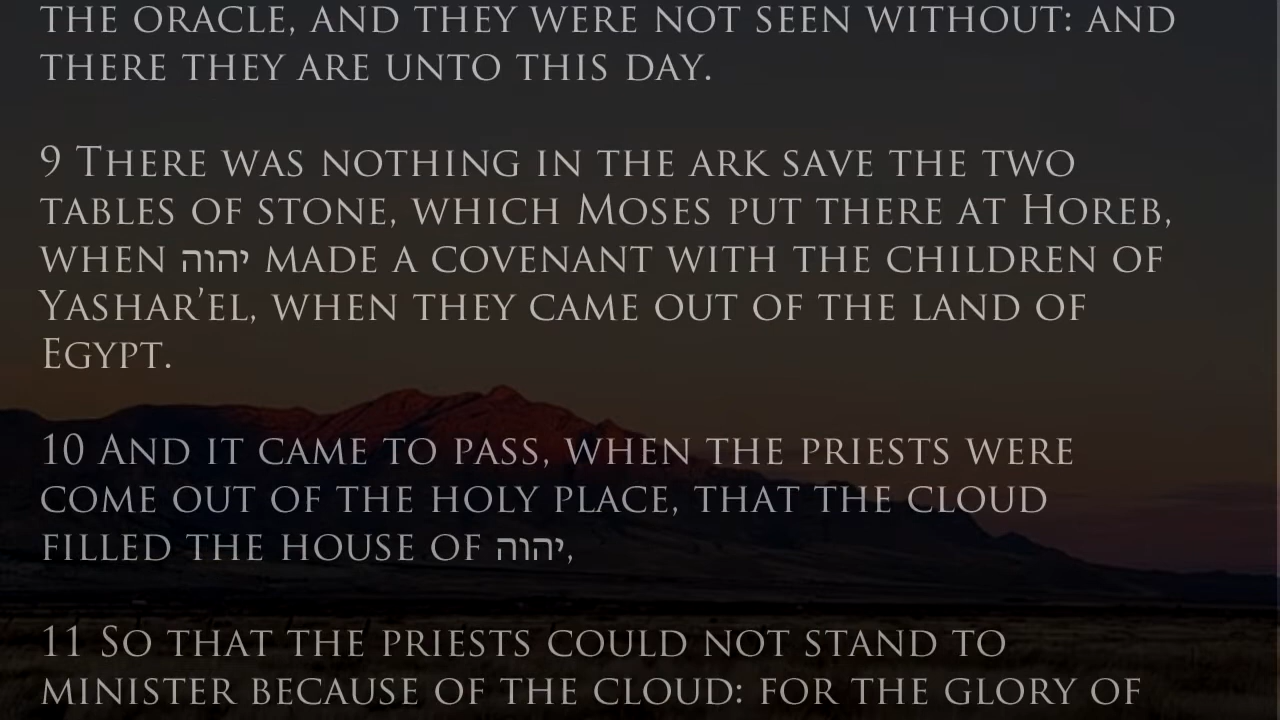 THE ORACLE, AND THEY WERE NOT SEEN WITHOUT: AND
THERE THEY ARE UNTO THIS DAY.
9 THERE WAS NOTHING IN THE ARK SAVE THE TWO
TABLES OF STONE, WHICH MOSES PUT THERE AT HOREB,
WHEN יהוה MADE A COVENANT WITH THE CHILDREN OF
YASHAR’EL, WHEN THEY CAME OUT OF THE LAND OF
EGYPT.
10 AND IT CAME TO PASS, WHEN THE PRIESTS WERE
COME OUT OF THE HOLY PLACE, THAT THE CLOUD
FILLED THE HOUSE OF יהוה,
11 SO THAT THE PRIESTS COULD NOT STAND TO
MINISTER BECAUSE OF THE CLOUD: FOR THE GLORY OF